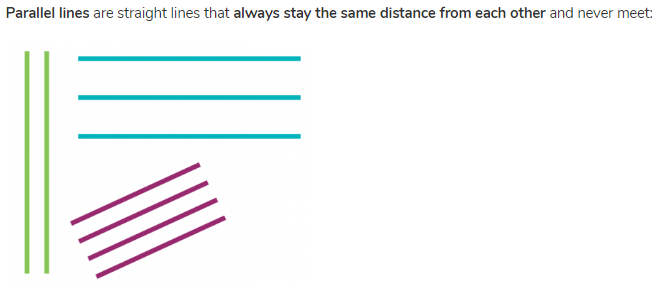 Parallel lines are straight lines that always stay the same distance from each other and never meet: